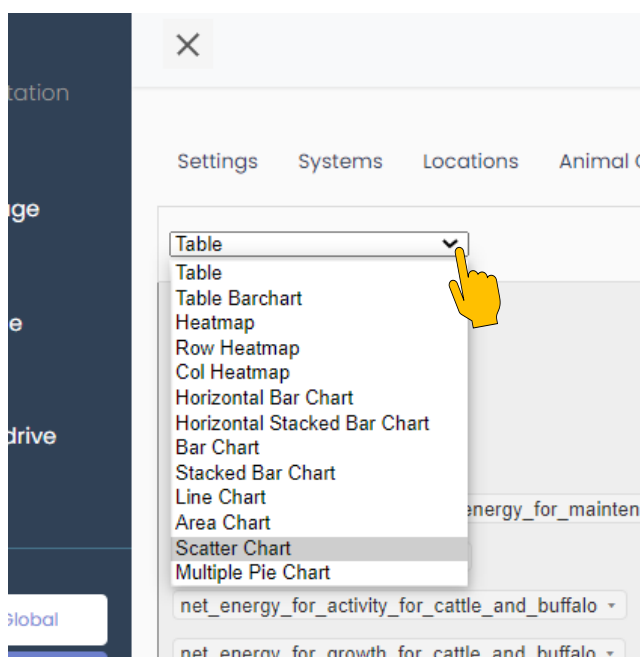 Settings Systems Locations Animal
Table
Table
Table Barchart
Heatmap
Row Heatmap
Col Heatmap
Horizontal Bar Chart
Horizontal Stacked Bar Chart
Bar Chart
Stacked Bar Chart
Line Chart
Area Chart
Scatter Chart
Multiple Pie Chart
energy_for_mainten
net_energy_for_activity_for_cattle_and_buffalo
net_energy_for_growth_for_cattle_and_buffalo
tation
ge
e
drive
Global